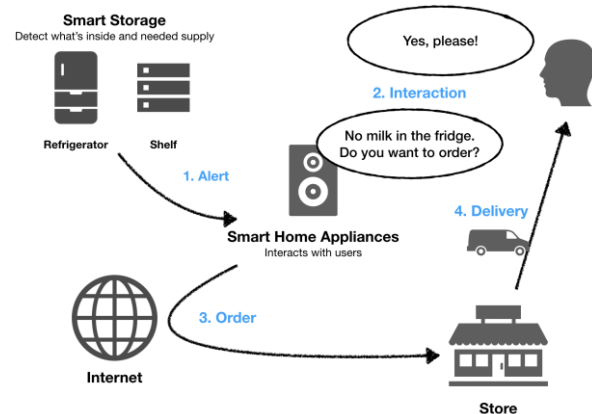 Smart Storage
Detect what's inside and needed supply
Refrigerator
Shelf
1. Alert
Yes, please!
2. Interaction
No milk in the fridge.
Do you want to order?
Smart Home Appliances
Interacts with users
3. Order
4. Delivery
Internet
Store